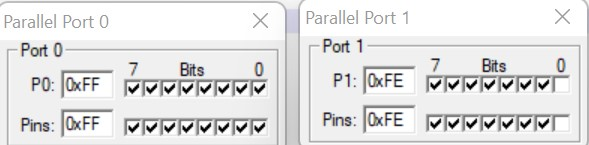 Parallel Port 0
Port 0
7 Bits 0
P0: 0xFF
Pins: 0xFF
Parallel Port 1
Port 1
7 Bits 0
P1: 0xFE
Pins: 0xFE